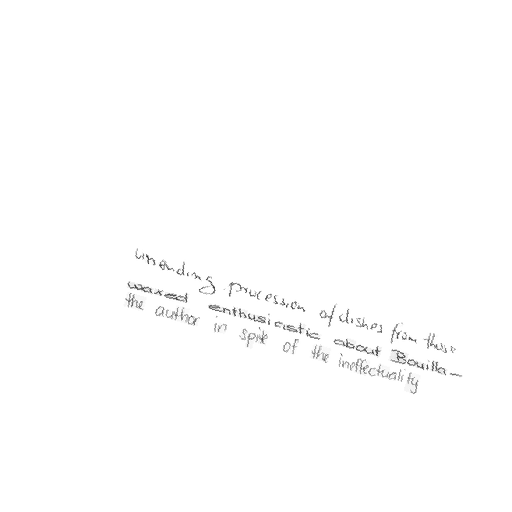 unending procession of dishes from those
waxed enthusiastic about Bouilla-
the author in spite of the ineffectuality